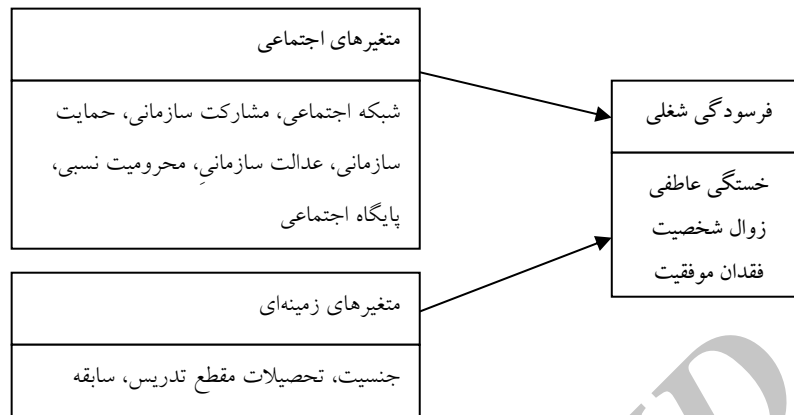 متغیرهای اجتماعی
شبکه اجتماعی، مشارکت سازمانی، حمایت
سازمانی، عدالت سازمانیِ، محرومیت نسبی،
پایگاه اجتماعی
فرسودگی شغلی
خستگی عاطفی
زوال شخصیت
فقدان موفقیت
متغیرهای زمینه‌ای
جنسیت، تحصیلات مقطع تدریس، سابقه